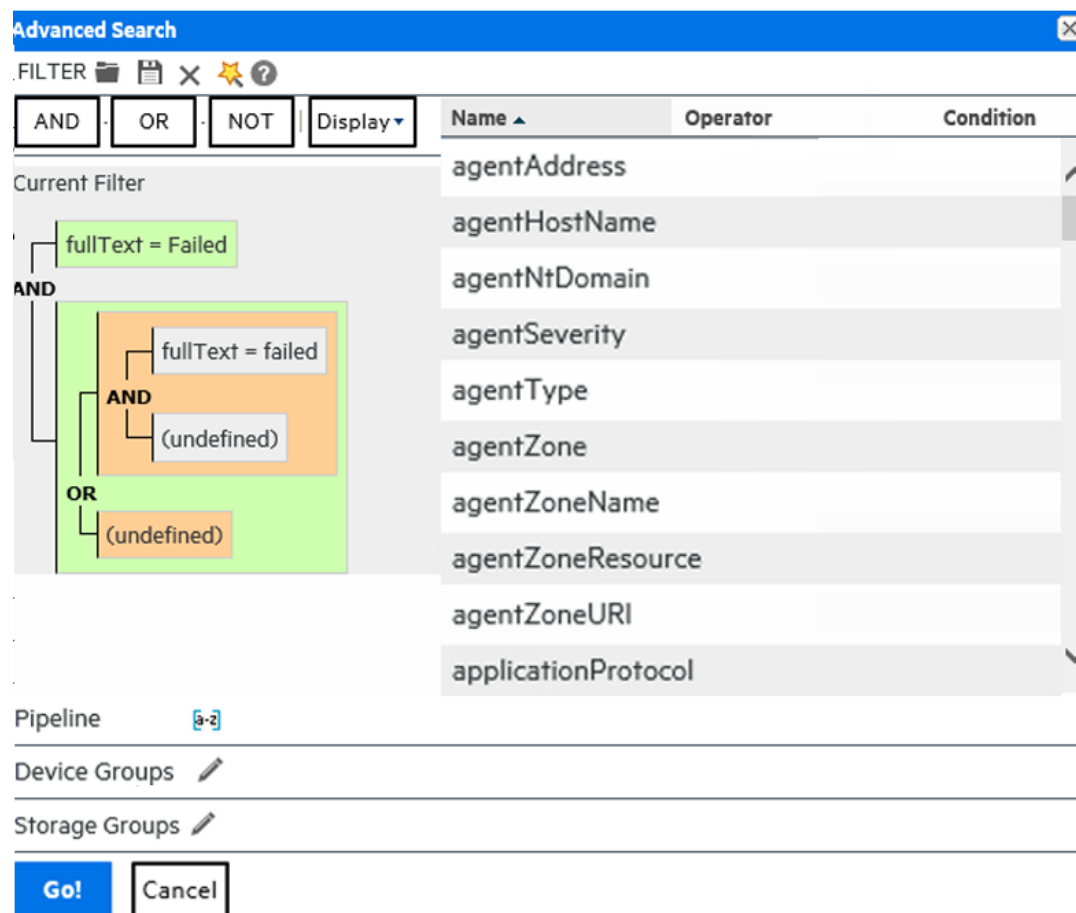 Advanced Search
FILTER
AND OR NOT Display
Name Operator Condition
Current Filter
fullText = Failed
AND
fullText = failed
AND
(undefined)
OR
(undefined)
agentAddress
agentHostName
agentNtDomain
agentSeverity
agentType
agentZone
agentZoneName
agentZoneResource
agentZoneURI
applicationProtocol
Pipeline [a-z]
Device Groups
Storage Groups
Go! Cancel